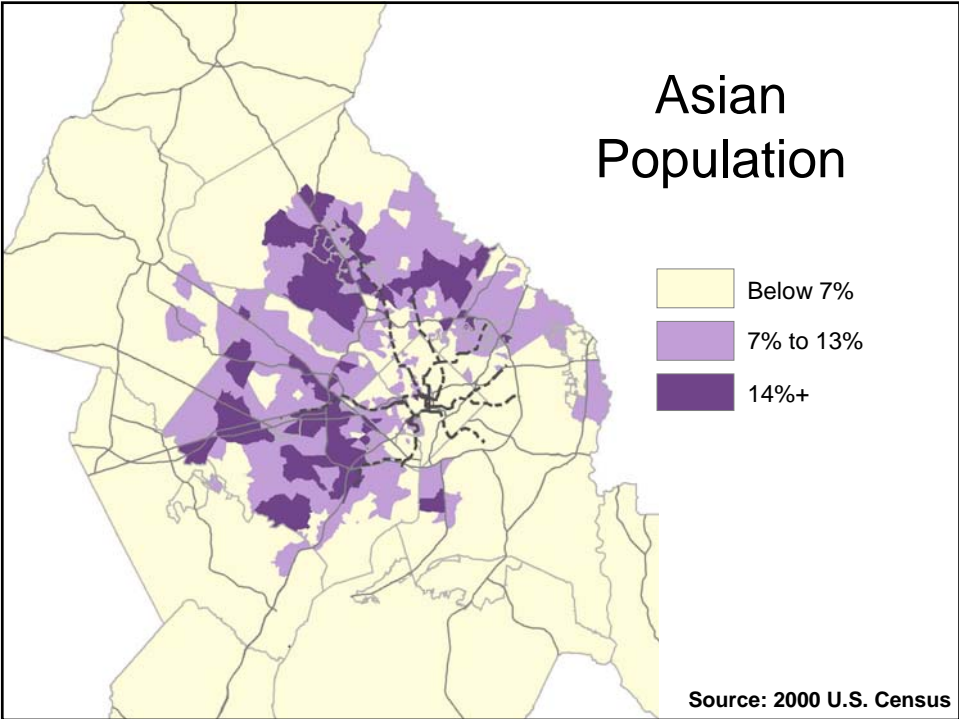 Asian
Population
Below 7%
7% to 13%
14%+
Source: 2000 U.S. Census